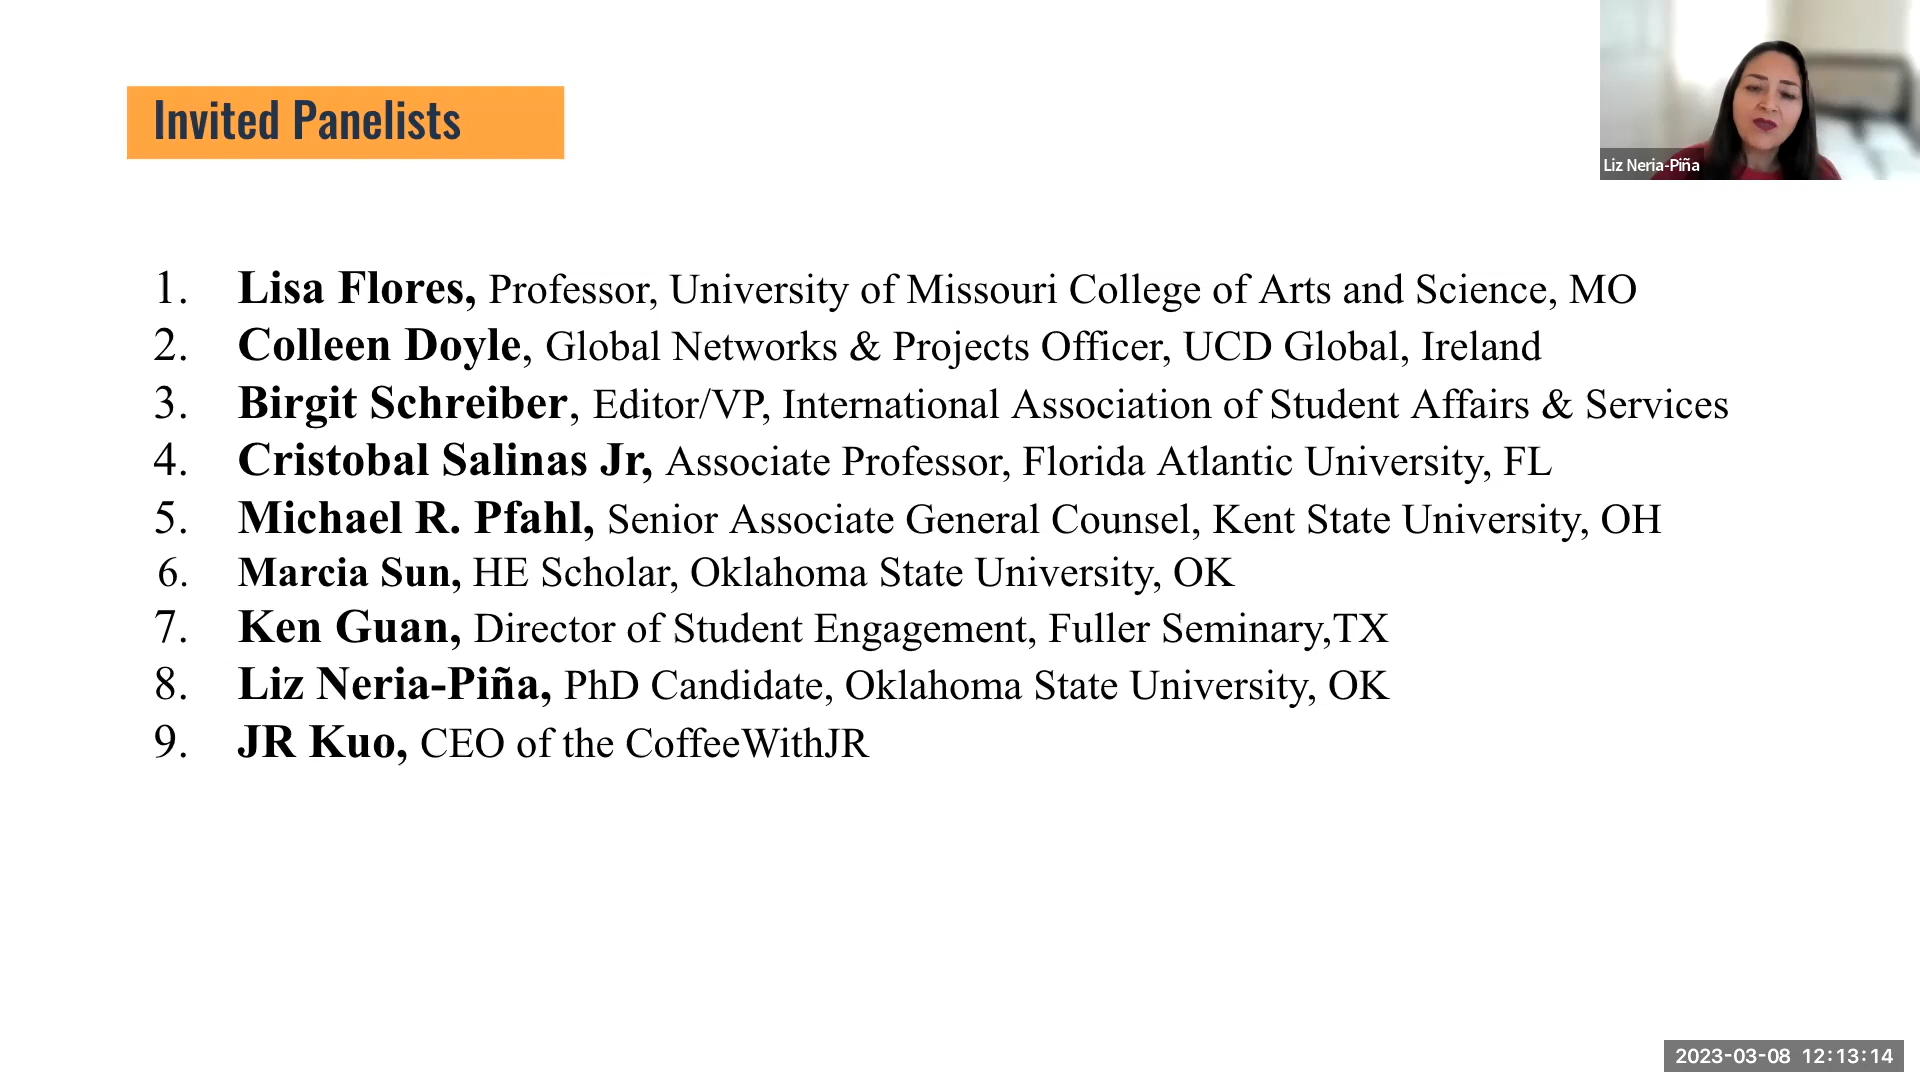 Invited Panelists
Liz Neria-Piña
1. Lisa Flores, Professor, University of Missouri College of Arts and Science, MO
2. Colleen Doyle, Global Networks & Projects Officer, UCD Global, Ireland
3. Birgit Schreiber, Editor/VP, International Association of Student Affairs & Services
4. Cristobal Salinas Jr, Associate Professor, Florida Atlantic University, FL
5. Michael R. Pfahl, Senior Associate General Counsel, Kent State University, OH
6. Marcia Sun, HE Scholar, Oklahoma State University, OK
7. Ken Guan, Director of Student Engagement, Fuller Seminary,TX
8. Liz Neria-Piña, PhD Candidate, Oklahoma State University, OK
9. JR Kuo, CEO of the CoffeeWithJR
2023-03-08 12:13:14